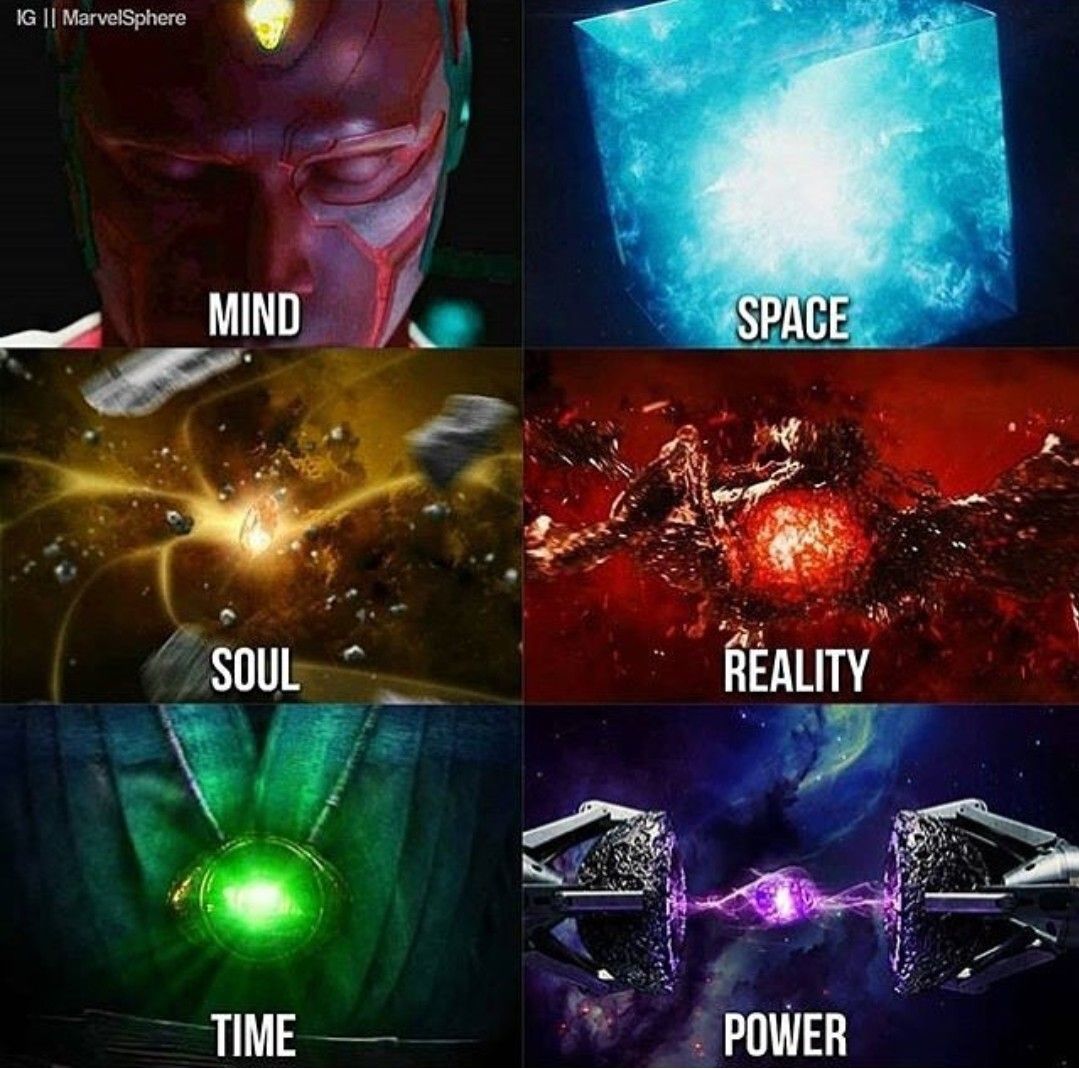 IG || MarvelSphere
MIND
SPACE
SOUL
REALITY
TIME
POWER